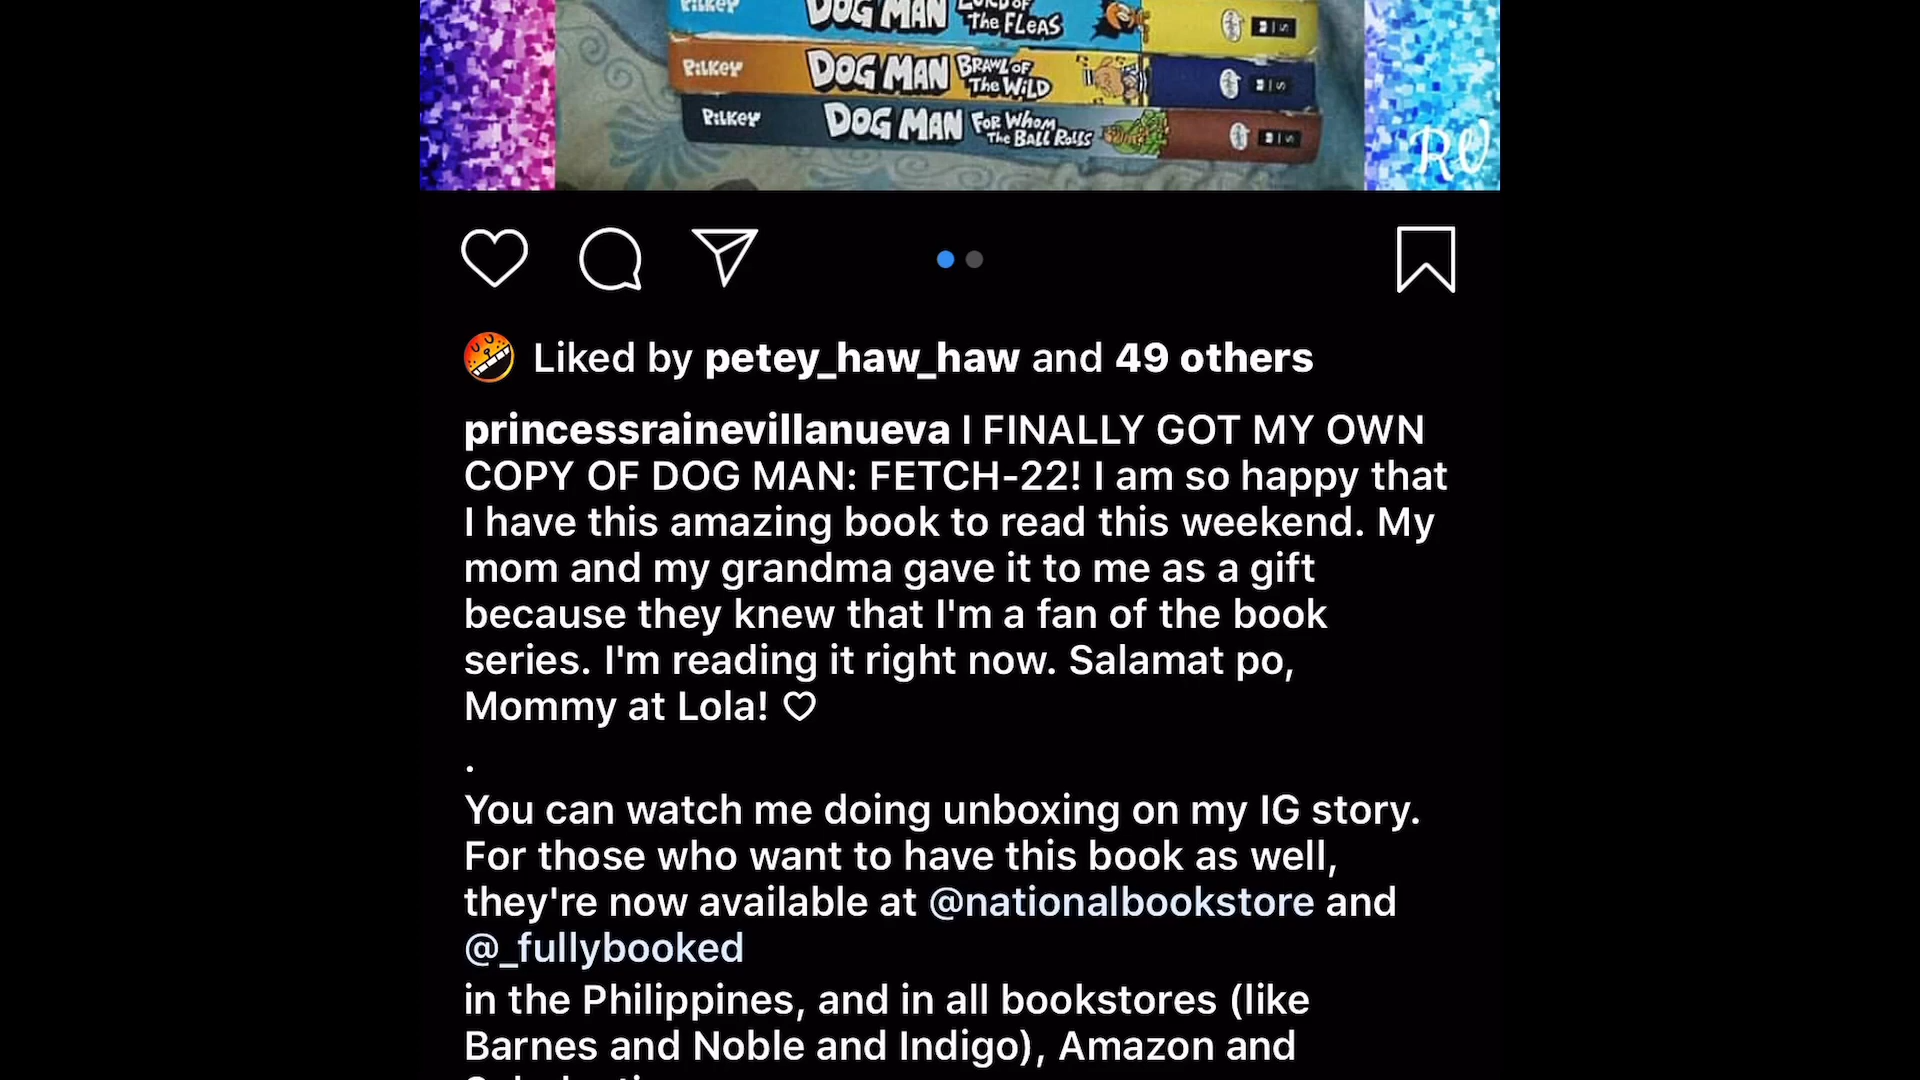 PILKEY DOG MAN LORD OF THE FLEAS
PILKEY DOG MAN BRAWL OF THE WILD
PILKEY DOG MAN FOR WHOM THE BALL ROLLS
RV
Liked by petey_haw_haw and 49 others
princessrainevillanueva I FINALLY GOT MY OWN
COPY OF DOG MAN: FETCH-22! I am so happy that
I have this amazing book to read this weekend. My
mom and my grandma gave it to me as a gift
because they knew that I'm a fan of the book
series. I'm reading it right now. Salamat po,
Mommy at Lola! ♡
.
You can watch me doing unboxing on my IG story.
For those who want to have this book as well,
they're now available at @nationalbookstore and
@_fullybooked
in the Philippines, and in all bookstores (like
Barnes and Noble and Indigo), Amazon and